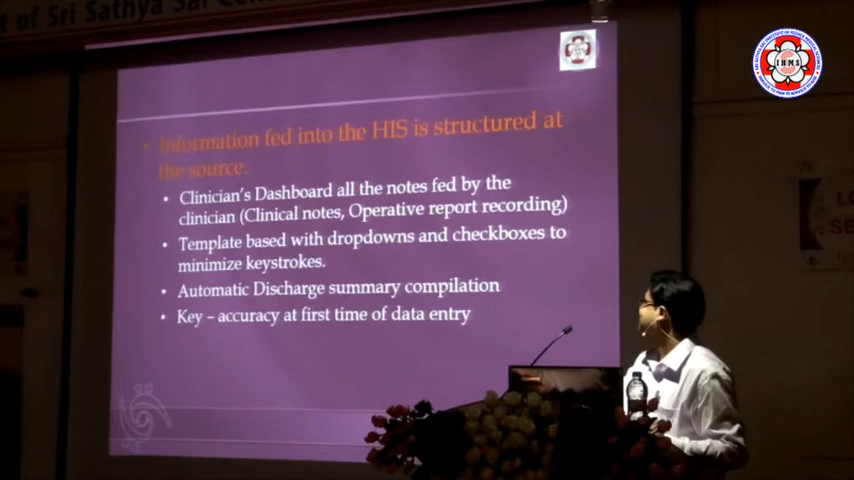 of Sri Sathya Sai
IHMS
• Information fed into the HIS is structured at
the source.
• Clinician's Dashboard all the notes fed by the
clinician (Clinical notes, Operative report recording)
• Template based with dropdowns and checkboxes to
minimize keystrokes.
• Automatic Discharge summary compilation
• Key – accuracy at first time of data entry